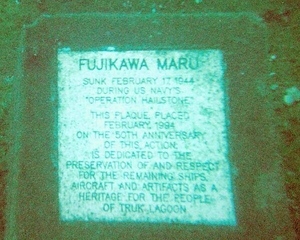 FUJIKAWA MARU
SUNK FEBRUARY 17 1944
DURING US NAVY'S
"OPERATION HAILSTONE"
THIS PLAQUE, PLACED
FEBRUARY, 1994
ON THE 50TH ANNIVERSARY
OF THIS ACTION,
IS DEDICATED TO THE
PRESERVATION OF AND RESPECT
FOR THE REMAINING SHIPS,
AIRCRAFT AND ARTIFACTS AS A
HERITAGE FOR THE PEOPLE
OF TRUK LAGOON